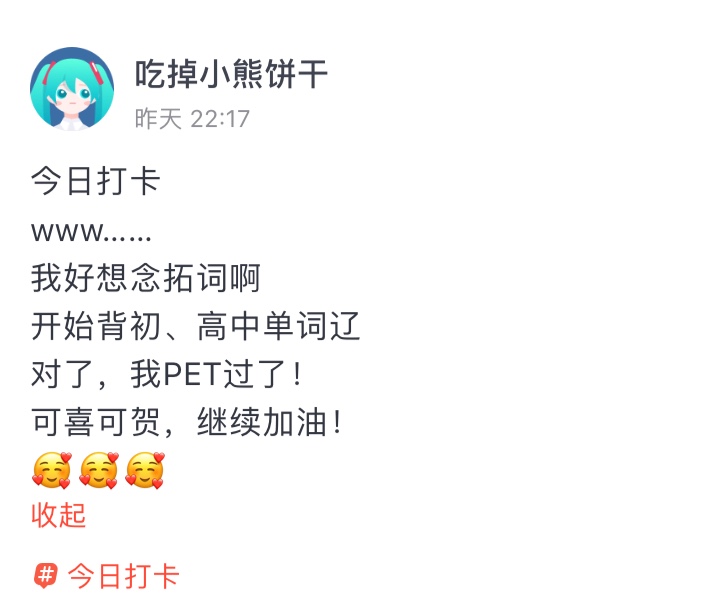 吃掉小熊饼干
昨天 22:17
今日打卡
www……
我好想念拓词啊
开始背初、高中单词辽
对了，我PET过了！
可喜可贺，继续加油！
🥰🥰🥰
收起
# 今日打卡